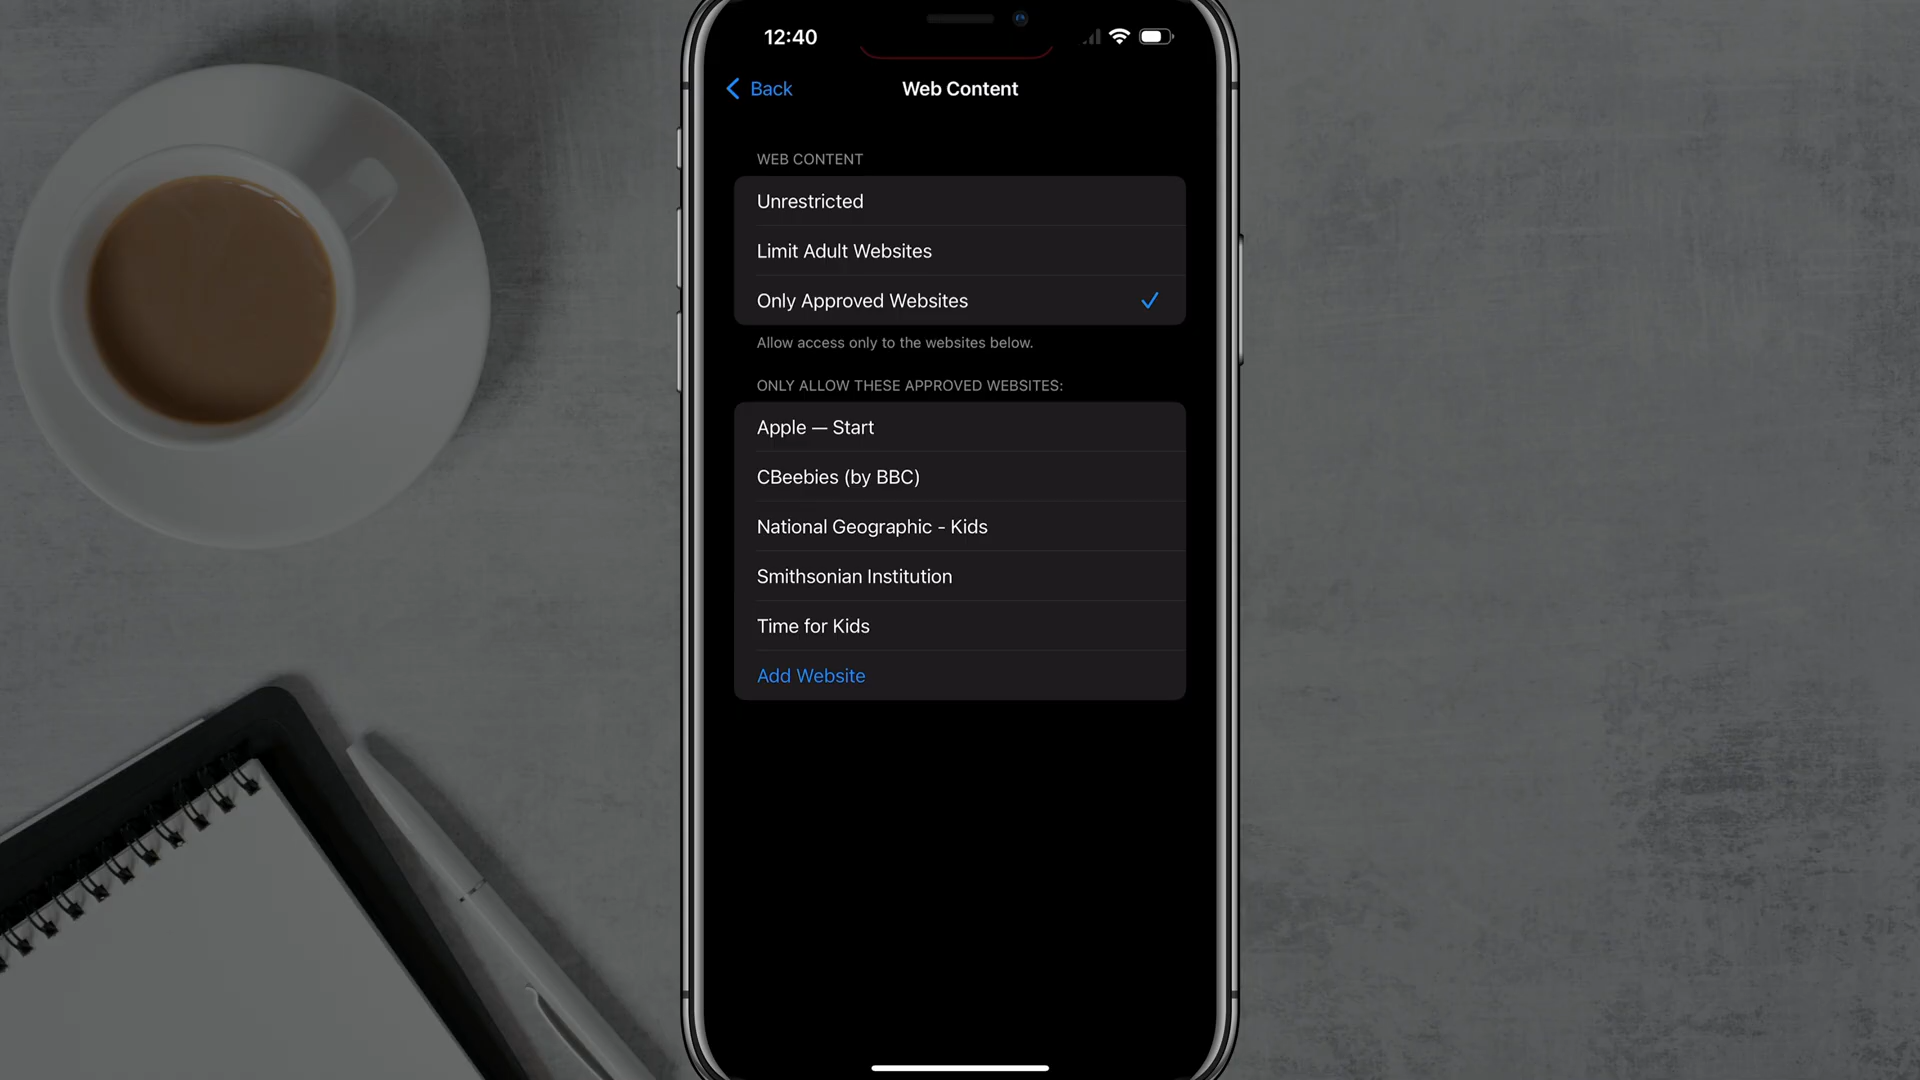 12:40
Back
Web Content
WEB CONTENT
Unrestricted
Limit Adult Websites
Only Approved Websites
Allow access only to the websites below.
ONLY ALLOW THESE APPROVED WEBSITES:
Apple — Start
CBeebies (by BBC)
National Geographic - Kids
Smithsonian Institution
Time for Kids
Add Website